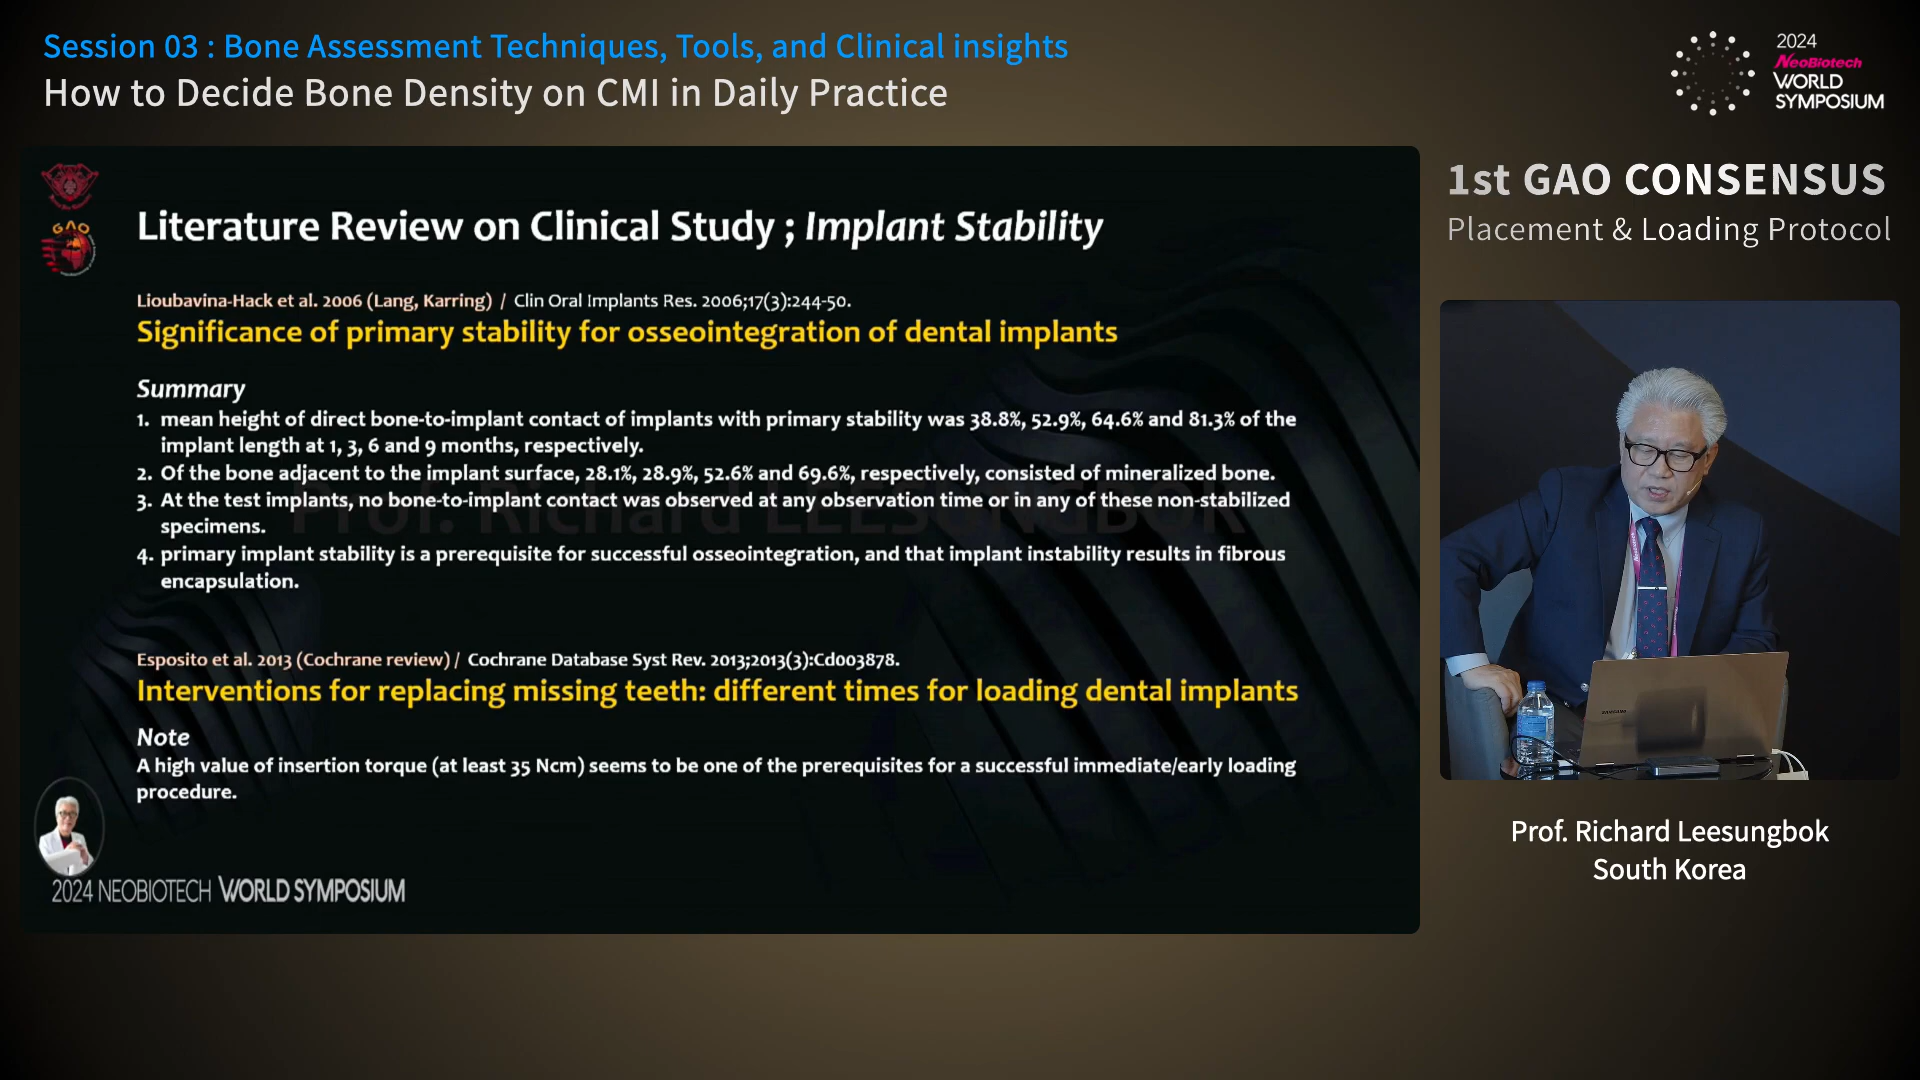 Session 03 : Bone Assessment Techniques, Tools, and Clinical insights
How to Decide Bone Density on CMI in Daily Practice
2024
NeoBiotech
WORLD
SYMPOSIUM
1st GAO CONSENSUS
Placement & Loading Protocol
GAO
Literature Review on Clinical Study ; Implant Stability
Lioubavina-Hack et al. 2006 (Lang, Karring) / Clin Oral Implants Res. 2006;17(3):244-50.
Significance of primary stability for osseointegration of dental implants
Summary
1. mean height of direct bone-to-implant contact of implants with primary stability was 38.8%, 52.9%, 64.6% and 81.3% of the
implant length at 1, 3, 6 and 9 months, respectively.
2. Of the bone adjacent to the implant surface, 28.1%, 28.9%, 52.6% and 69.6%, respectively, consisted of mineralized bone.
3. At the test implants, no bone-to-implant contact was observed at any observation time or in any of these non-stabilized
specimens.
4. primary implant stability is a prerequisite for successful osseointegration, and that implant instability results in fibrous
encapsulation.
Prof. Richard LEESUNGBOK
Esposito et al. 2013 (Cochrane review) / Cochrane Database Syst Rev. 2013;2013(3):Cd003878.
Interventions for replacing missing teeth: different times for loading dental implants
Note
A high value of insertion torque (at least 35 Ncm) seems to be one of the prerequisites for a successful immediate/early loading
procedure.
2024 NEOBIOTECH WORLD SYMPOSIUM
SAMSUNG
Prof. Richard Leesungbok
South Korea